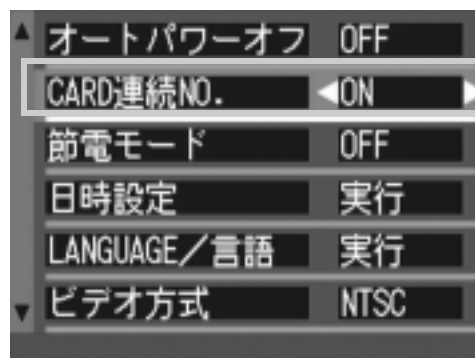 オートパワーオフ OFF
CARD連続NO. ◀ON▶
節電モード OFF
日時設定 実行
LANGUAGE／言語 実行
ビデオ方式 NTSC